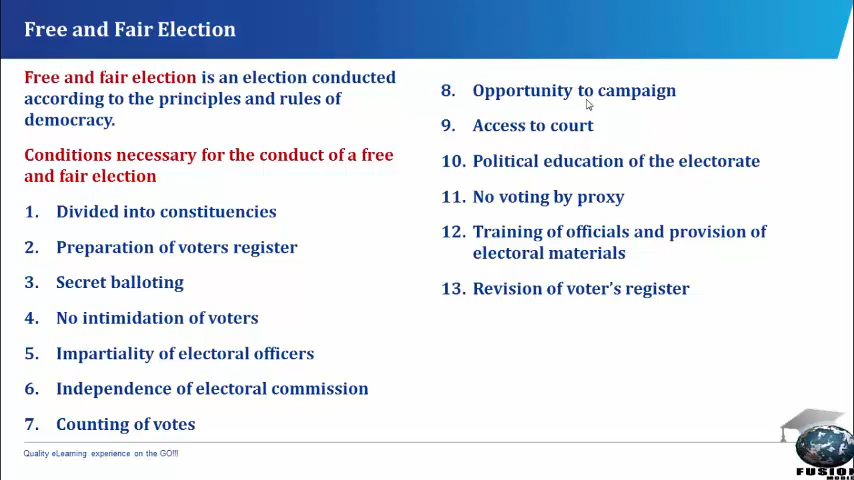 Free and Fair Election
Free and fair election is an election conducted
according to the principles and rules of
democracy.
Conditions necessary for the conduct of a free
and fair election
1. Divided into constituencies
2. Preparation of voters register
3. Secret balloting
4. No intimidation of voters
5. Impartiality of electoral officers
6. Independence of electoral commission
7. Counting of votes
8. Opportunity to campaign
9. Access to court
10. Political education of the electorate
11. No voting by proxy
12. Training of officials and provision of
electoral materials
13. Revision of voter's register
Quality eLearning experience on the GO!!!
FUSION